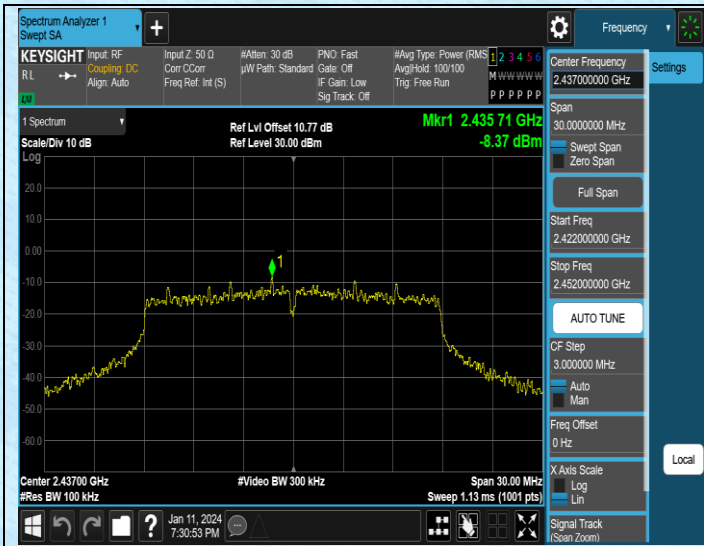 Spectrum Analyzer 1
Swept SA
+
Frequency
KEYSIGHT
RL
LXI
Input: RF
Coupling: DC
Align: Auto
Input Z: 50 Ω
Corr CCorr
Freq Ref: Int (S)
#Atten: 30 dB
µW Path: Standard
PNO: Fast
Gate: Off
IF Gain: Low
Sig Track: Off
#Avg Type: Power (RMS
Avg|Hold: 100/100
Trig: Free Run
1 2 3 4 5 6
M W W W W W
P P P P P P
1 Spectrum
Scale/Div 10 dB
Ref Lvl Offset 10.77 dB
Ref Level 30.00 dBm
Mkr1 2.435 71 GHz
-8.37 dBm
Log
20.0
10.0
0.00
-10.0
-20.0
-30.0
-40.0
-50.0
-60.0
1
Center 2.43700 GHz
#Res BW 100 kHz
#Video BW 300 kHz
Span 30.00 MHz
Sweep 1.13 ms (1001 pts)
?
Jan 11, 2024
7:30:53 PM
Center Frequency
2.437000000 GHz
Span
30.0000000 MHz
Swept Span
Zero Span
Full Span
Start Freq
2.422000000 GHz
Stop Freq
2.452000000 GHz
AUTO TUNE
CF Step
3.000000 MHz
Auto
Man
Freq Offset
0 Hz
X Axis Scale
Log
Lin
Signal Track
(Span Zoom)
Settings
Local